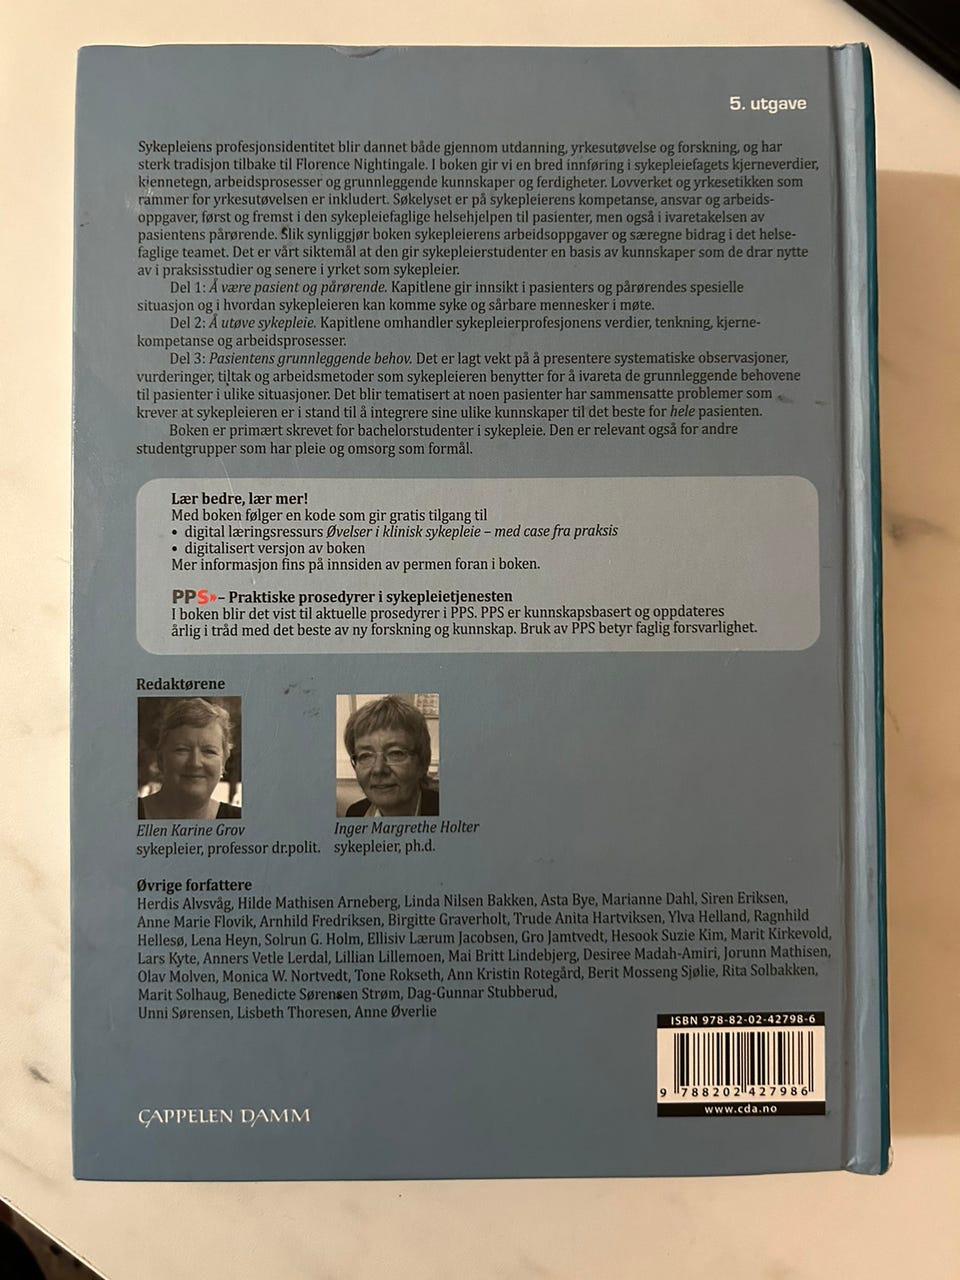 5. utgave
Sykepleiens profesjonsidentitet blir dannet både gjennom utdanning, yrkesutøvelse og forskning, og har
sterk tradisjon tilbake til Florence Nightingale. I boken gir vi en bred innføring i sykepleiefagets kjerneverdier,
kjennetegn, arbeidsprosesser og grunnleggende kunnskaper og ferdigheter. Lovverket og yrkesetikken som
rammer for yrkesutøvelsen er inkludert. Søkelyset er på sykepleierens kompetanse, ansvar og arbeids-
oppgaver, først og fremst i den sykepleiefaglige helsehjelpen til pasienter, men også i ivaretakelsen av
pasientens pårørende. Slik synliggjør boken sykepleierens arbeidsoppgaver og særegne bidrag i det helse-
faglige teamet. Det er vårt siktemål at den gir sykepleierstudenter en basis av kunnskaper som de drar nytte
av i praksisstudier og senere i yrket som sykepleier.
Del 1: Å være pasient og pårørende. Kapitlene gir innsikt i pasienters og pårørendes spesielle
situasjon og i hvordan sykepleieren kan komme syke og sårbare mennesker i møte.
Del 2: Å utøve sykepleie. Kapitlene omhandler sykepleierprofesjonens verdier, tenkning, kjerne-
kompetanse og arbeidsprosesser.
Del 3: Pasientens grunnleggende behov. Det er lagt vekt på å presentere systematiske observasjoner,
vurderinger, tiltak og arbeidsmetoder som sykepleieren benytter for å ivareta de grunnleggende behovene
til pasienter i ulike situasjoner. Det blir tematisert at noen pasienter har sammensatte problemer som
krever at sykepleieren er i stand til å integrere sine ulike kunnskaper til det beste for hele pasienten.
Boken er primært skrevet for bachelorstudenter i sykepleie. Den er relevant også for andre
studentgrupper som har pleie og omsorg som formål.
Lær bedre, lær mer!
Med boken følger en kode som gir gratis tilgang til
• digital læringsressurs Øvelser i klinisk sykepleie – med case fra praksis
• digitalisert versjon av boken
Mer informasjon fins på innsiden av permen foran i boken.
PPS» – Praktiske prosedyrer i sykepleietjenesten
I boken blir det vist til aktuelle prosedyrer i PPS. PPS er kunnskapsbasert og oppdateres
årlig i tråd med det beste av ny forskning og kunnskap. Bruk av PPS betyr faglig forsvarlighet.
Redaktørene
Ellen Karine Grov
sykepleier, professor dr.polit.
Inger Margrethe Holter
sykepleier, ph.d.
Øvrige forfattere
Herdis Alvsvåg, Hilde Mathisen Arneberg, Linda Nilsen Bakken, Asta Bye, Marianne Dahl, Siren Eriksen,
Anne Marie Flovik, Arnhild Fredriksen, Birgitte Graverholt, Trude Anita Hartviksen, Ylva Helland, Ragnhild
Hellesø, Lena Heyn, Solrun G. Holm, Ellisiv Lærum Jacobsen, Gro Jamtvedt, Hesook Suzie Kim, Marit Kirkevold,
Lars Kyte, Anners Vetle Lerdal, Lillian Lillemoen, Mai Britt Lindebjerg, Desiree Madah-Amiri, Jorunn Mathisen,
Olav Molven, Monica W. Nortvedt, Tone Rokseth, Ann Kristin Rotegård, Berit Mosseng Sjølie, Rita Solbakken,
Marit Solhaug, Benedicte Sørensen Strøm, Dag-Gunnar Stubberud,
Unni Sørensen, Lisbeth Thoresen, Anne Øverlie
ISBN 978-82-02-42798-6
9 788202 427986
www.cda.no
CAPPELEN DAMM